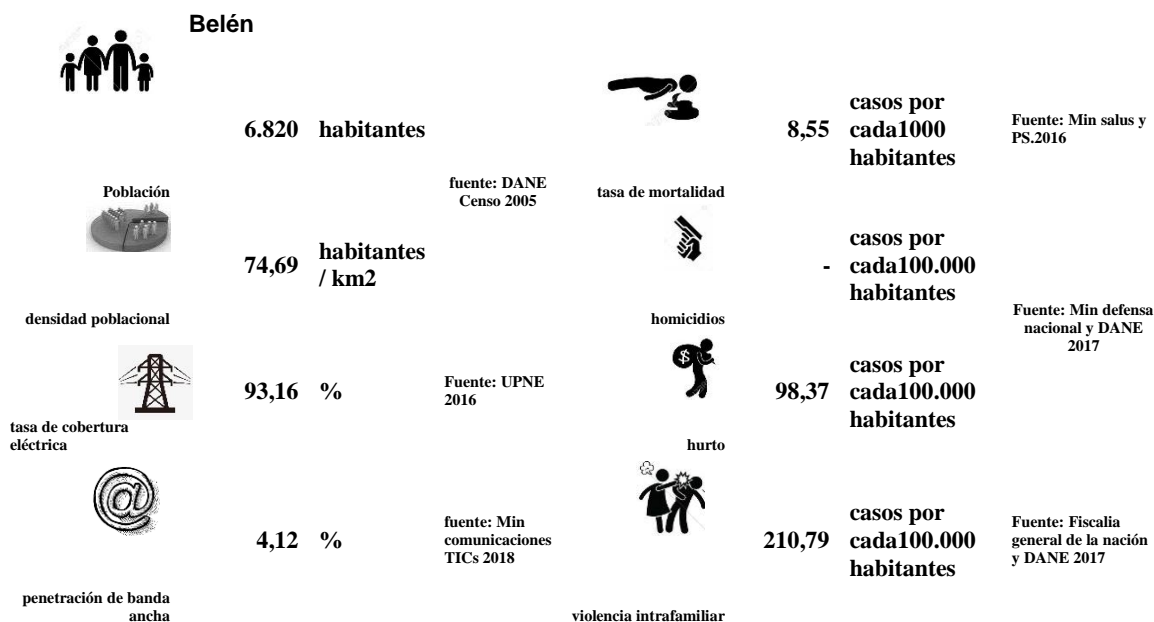 Belén
6.820 habitantes
Población
fuente: DANE
Censo 2005
74,69
habitantes
/ km2
densidad poblacional
93,16 %
Fuente: UPNE
2016
tasa de cobertura
eléctrica
@
4,12 %
fuente: Min
comunicaciones
TICs 2018
penetración de banda
ancha
8,55
casos por
cada1000
habitantes
Fuente: Min salus y
PS.2016
tasa de mortalidad
-
casos por
cada100.000
habitantes
homicidios
Fuente: Min defensa
nacional y DANE
2017
$
98,37
casos por
cada100.000
habitantes
hurto
210,79
casos por
cada100.000
habitantes
Fuente: Fiscalia
general de la nación
y DANE 2017
violencia intrafamiliar